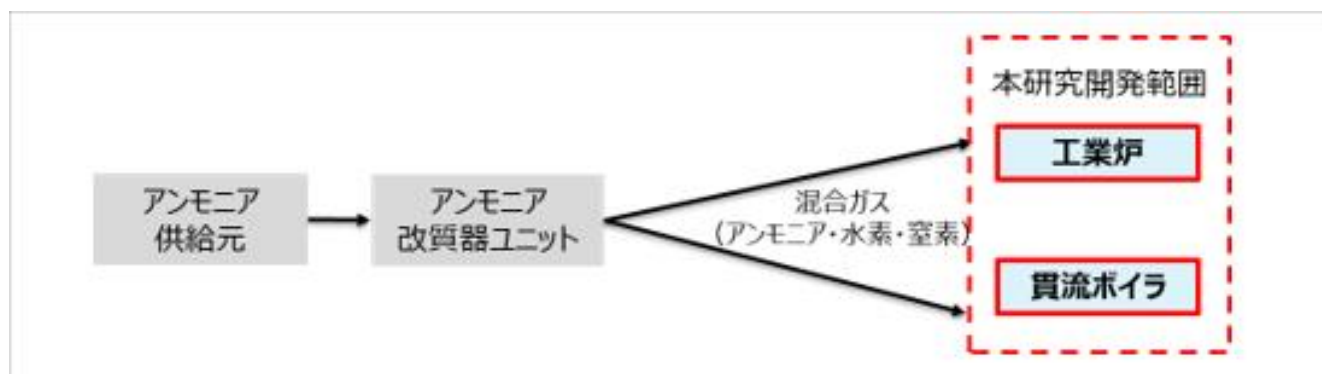 本研究開発範囲
工業炉
アンモニア
供給元
アンモニア
改質器ユニット
混合ガス
(アンモニア・水素・窒素)
貫流ボイラ